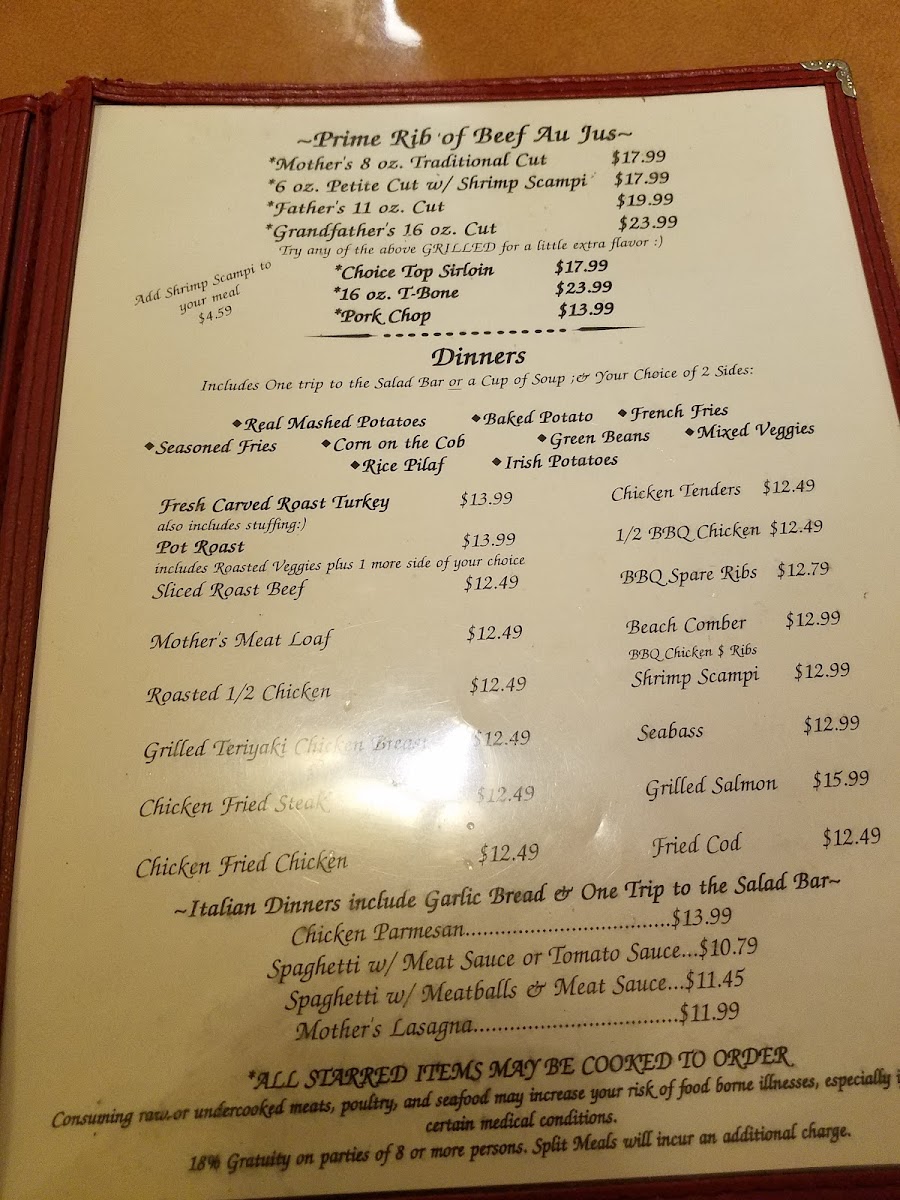 ~Prime Rib of Beef Au Jus~
*Mother's 8 oz. Traditional Cut $17.99
*6 oz. Petite Cut w/ Shrimp Scampi $17.99
*Father's 11 oz. Cut $19.99
*Grandfather's 16 oz. Cut $23.99
Try any of the above GRILLED for a little extra flavor :)
Add Shrimp Scampi to
your meal
$4.59
*Choice Top Sirloin $17.99
*16 oz. T-Bone $23.99
*Pork Chop $13.99
Dinners
Includes One trip to the Salad Bar or a Cup of Soup ;& Your Choice of 2 Sides:
◆Real Mashed Potatoes ◆Baked Potato ◆French Fries
◆Seasoned Fries ◆Corn on the Cob ◆Green Beans ◆Mixed Veggies
◆Rice Pilaf ◆Irish Potatoes
Fresh Carved Roast Turkey $13.99
also includes stuffing:)
Pot Roast $13.99
includes Roasted Veggies plus 1 more side of your choice
Sliced Roast Beef $12.49
Mother's Meat Loaf $12.49
Roasted 1/2 Chicken $12.49
Grilled Teriyaki Chicken Breast $12.49
Chicken Fried Steak $12.49
Chicken Fried Chicken $12.49
Chicken Tenders $12.49
1/2 BBQ Chicken $12.49
BBQ Spare Ribs $12.79
Beach Comber $12.99
BBQ Chicken $ Ribs
Shrimp Scampi $12.99
Seabass $12.99
Grilled Salmon $15.99
Fried Cod $12.49
~Italian Dinners include Garlic Bread & One Trip to the Salad Bar~
Chicken Parmesan......................................$13.99
Spaghetti w/ Meat Sauce or Tomato Sauce...$10.79
Spaghetti w/ Meatballs & Meat Sauce...$11.45
Mother's Lasagna......................................$11.99
*ALL STARRED ITEMS MAY BE COOKED TO ORDER
Consuming raw or undercooked meats, poultry, and seafood may increase your risk of food borne illnesses, especially
certain medical conditions.
18% Gratuity on parties of 8 or more persons. Split Meals will incur an additional charge.